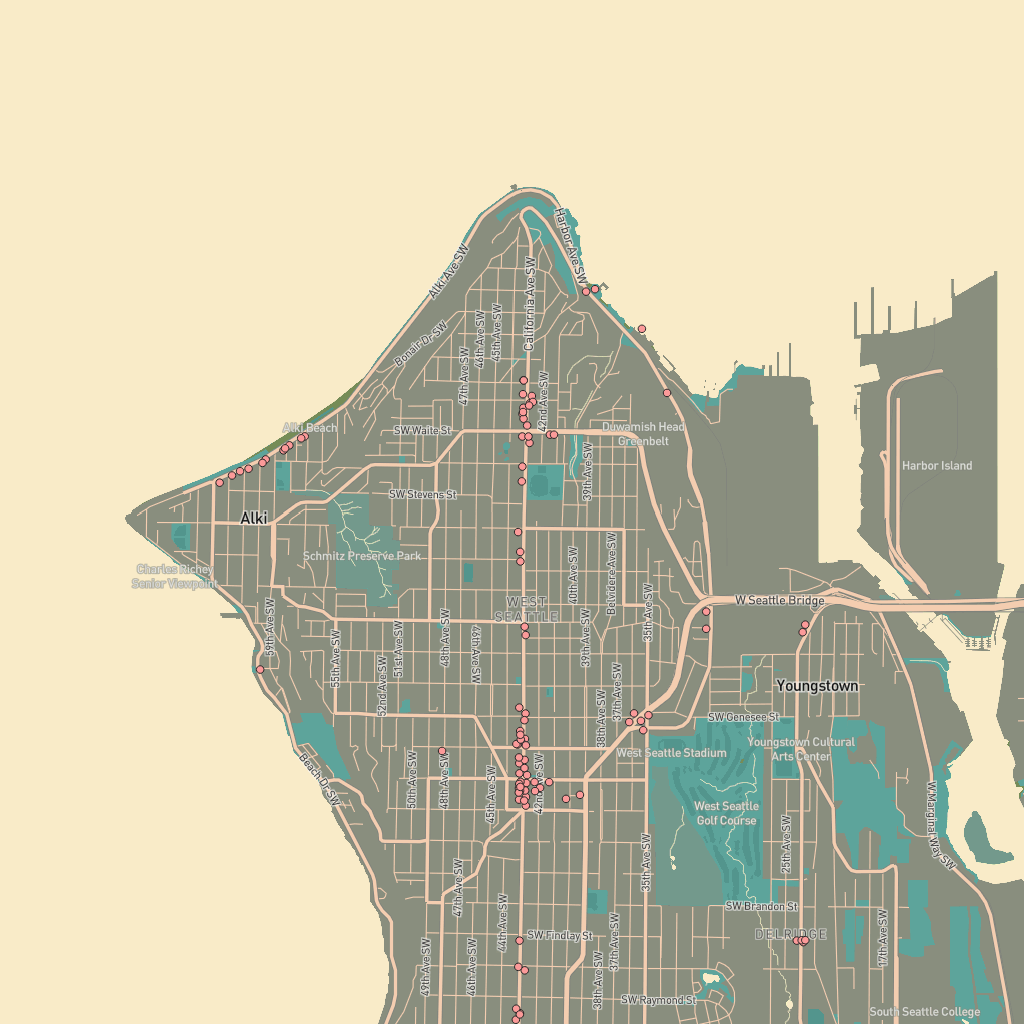 Harbor Ave SW
Alki Ave SW
California Ave SW
45th Ave SW
46th Ave SW
Bonair Dr SW
47th Ave SW
42nd Ave SW
Alki Beach
SW Waite St
Duwamish Head
Greenbelt
39th Ave SW
Harbor Island
SW Stevens St
Alki
Schmitz Preserve Park
Charles Richey
Senior Viewpoint
40th Ave SW
Belvidere Ave SW
WEST
SEATTLE
35th Ave SW
W Seattle Bridge
59th Ave SW
55th Ave SW
51st Ave SW
48th Ave SW
46th Ave SW
39th Ave SW
52nd Ave SW
37th Ave SW
38th Ave SW
Youngstown
SW Genesee St
Youngstown Cultural
Arts Center
West Seattle Stadium
Beach Dr SW
50th Ave SW
48th Ave SW
45th Ave SW
42nd Ave SW
West Seattle
Golf Course
W Marginal Way SW
35th Ave SW
25th Ave SW
47th Ave SW
SW Brandon St
44th Ave SW
DELRIDGE
SW Findlay St
37th Ave SW
17th Ave SW
49th Ave SW
46th Ave SW
38th Ave SW
SW Raymond St
South Seattle College